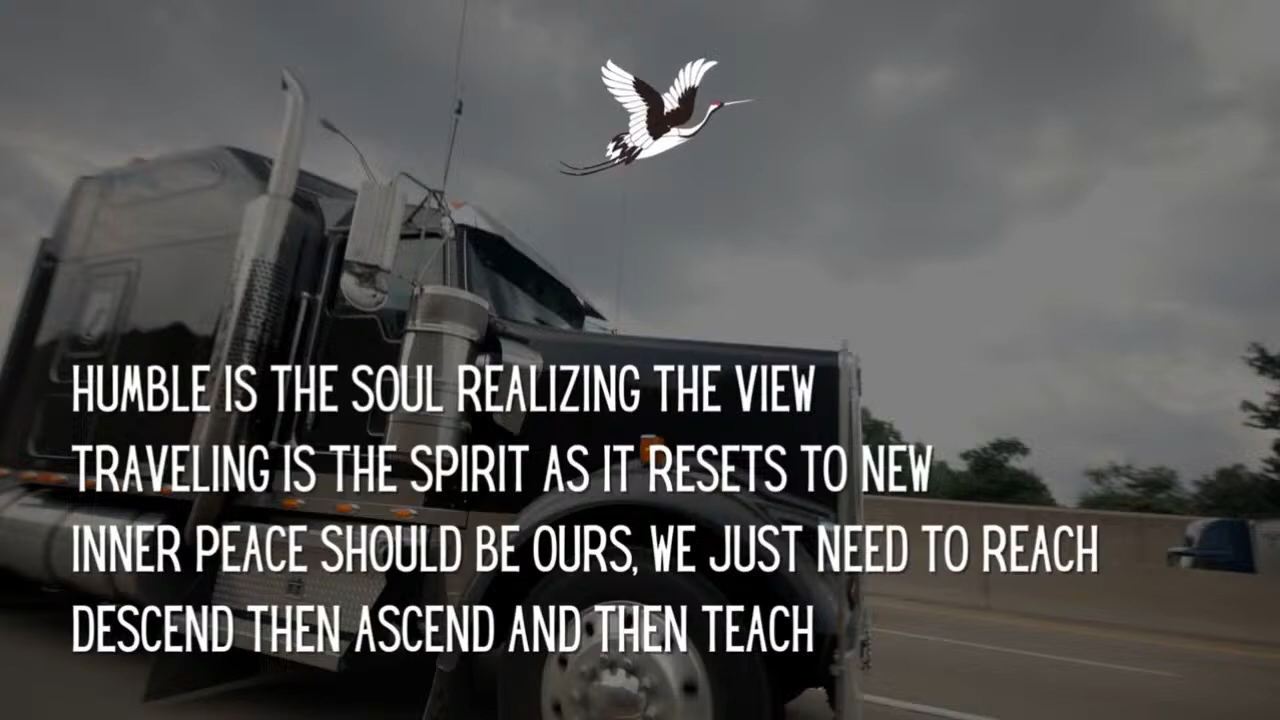 HUMBLE IS THE SOUL REALIZING THE VIEW
TRAVELING IS THE SPIRIT AS IT RESETS TO NEW
INNER PEACE SHOULD BE OURS, WE JUST NEED TO REACH
DESCEND THEN ASCEND AND THEN TEACH